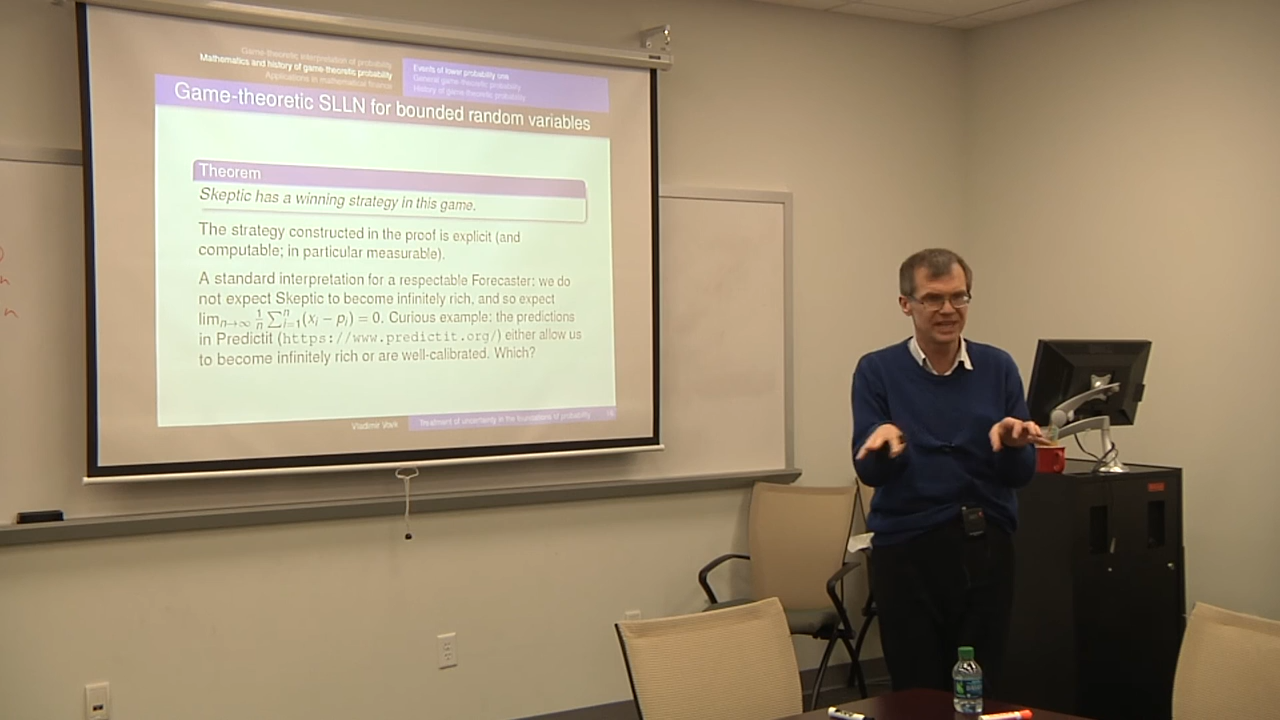 Game-theoretic interpretation of probability
Mathematics and history of game-theoretic probability
Applications in mathematical finance
Events of lower probability one
General game-theoretic probability
History of game-theoretic probability
Game-theoretic SLLN for bounded random variables
Theorem
Skeptic has a winning strategy in this game.
The strategy constructed in the proof is explicit (and
computable; in particular measurable).
A standard interpretation for a respectable Forecaster: we do
not expect Skeptic to become infinitely rich, and so expect
limₙ→∞ 1/n ∑ⁿᵢ₌₁(xᵢ − pᵢ) = 0. Curious example: the predictions
in Predictit (https://www.predictit.org/) either allow us
to become infinitely rich or are well-calibrated. Which?
Vladimir Vovk
Treatment of uncertainty in the foundations of probability